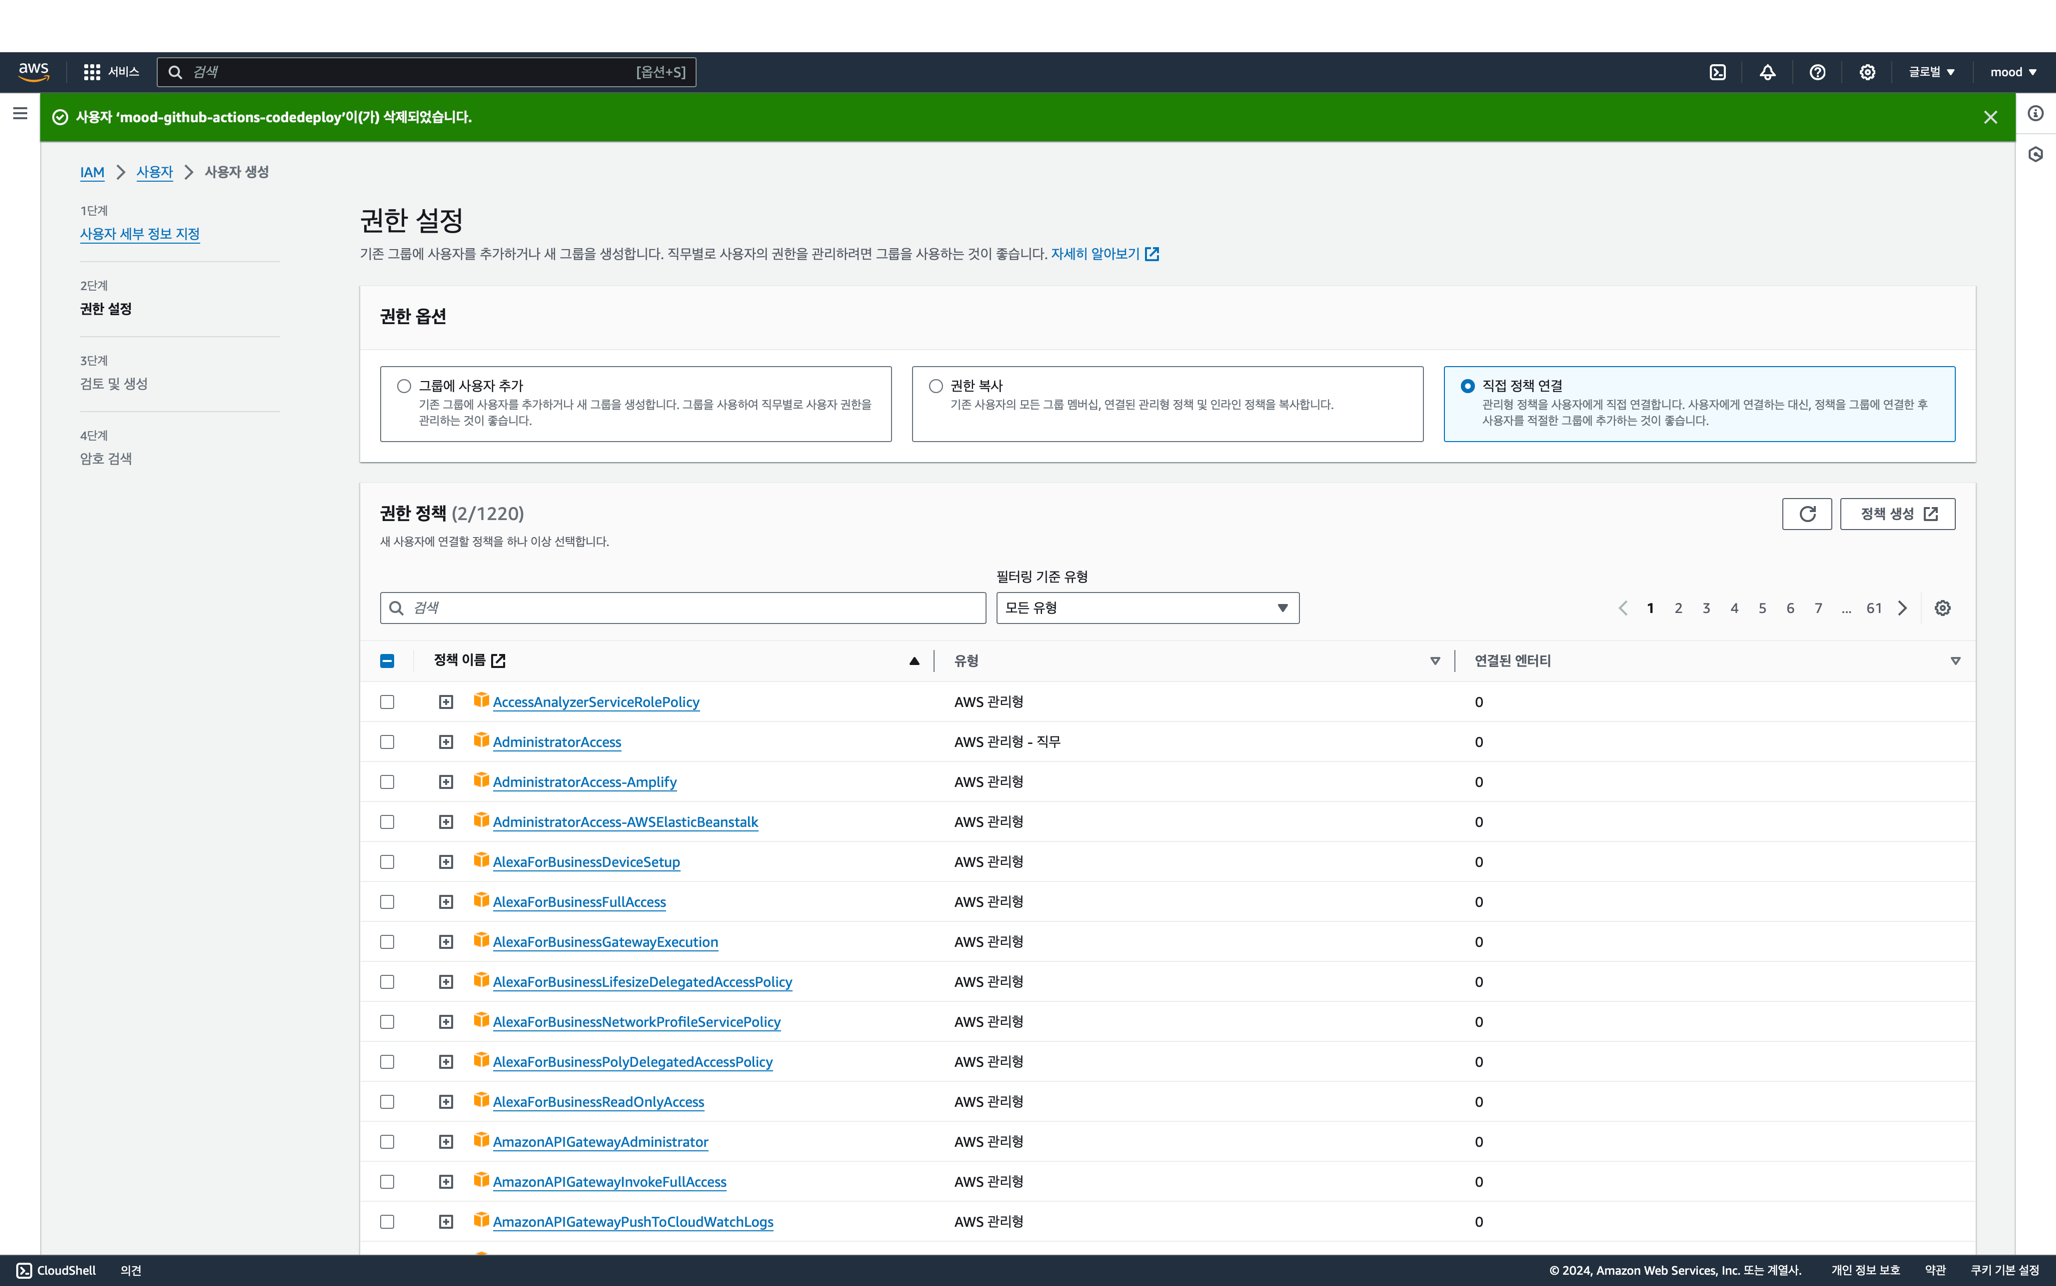 aws
서비스
검색
[옵션+S]
글로벌
mood
사용자 ‘mood-github-actions-codedeploy’이(가) 삭제되었습니다.
IAM
사용자
사용자 생성
1단계
사용자 세부 정보 지정
2단계
권한 설정
3단계
검토 및 생성
4단계
암호 검색
권한 설정
기존 그룹에 사용자를 추가하거나 새 그룹을 생성합니다. 직무별로 사용자의 권한을 관리하려면 그룹을 사용하는 것이 좋습니다. 자세히 알아보기
권한 옵션
그룹에 사용자 추가
기존 그룹에 사용자를 추가하거나 새 그룹을 생성합니다. 그룹을 사용하여 직무별로 사용자 권한을
관리하는 것이 좋습니다.
권한 복사
기존 사용자의 모든 그룹 멤버십, 연결된 관리형 정책 및 인라인 정책을 복사합니다.
직접 정책 연결
관리형 정책을 사용자에게 직접 연결합니다. 사용자에게 연결하는 대신, 정책을 그룹에 연결한 후
사용자를 적절한 그룹에 추가하는 것이 좋습니다.
권한 정책 (2/1220)
정책 생성
새 사용자에 연결할 정책을 하나 이상 선택합니다.
필터링 기준 유형
검색
모든 유형
1 2 3 4 5 6 7 ... 61
정책 이름 유형 연결된 엔터티
AccessAnalyzerServiceRolePolicy AWS 관리형 0
AdministratorAccess AWS 관리형 - 직무 0
AdministratorAccess-Amplify AWS 관리형 0
AdministratorAccess-AWSElasticBeanstalk AWS 관리형 0
AlexaForBusinessDeviceSetup AWS 관리형 0
AlexaForBusinessFullAccess AWS 관리형 0
AlexaForBusinessGatewayExecution AWS 관리형 0
AlexaForBusinessLifesizeDelegatedAccessPolicy AWS 관리형 0
AlexaForBusinessNetworkProfileServicePolicy AWS 관리형 0
AlexaForBusinessPolyDelegatedAccessPolicy AWS 관리형 0
AlexaForBusinessReadOnlyAccess AWS 관리형 0
AmazonAPIGatewayAdministrator AWS 관리형 0
AmazonAPIGatewayInvokeFullAccess AWS 관리형 0
AmazonAPIGatewayPushToCloudWatchLogs AWS 관리형 0
CloudShell 의견 © 2024, Amazon Web Services, Inc. 또는 계열사. 개인 정보 보호 약관 쿠키 기본 설정